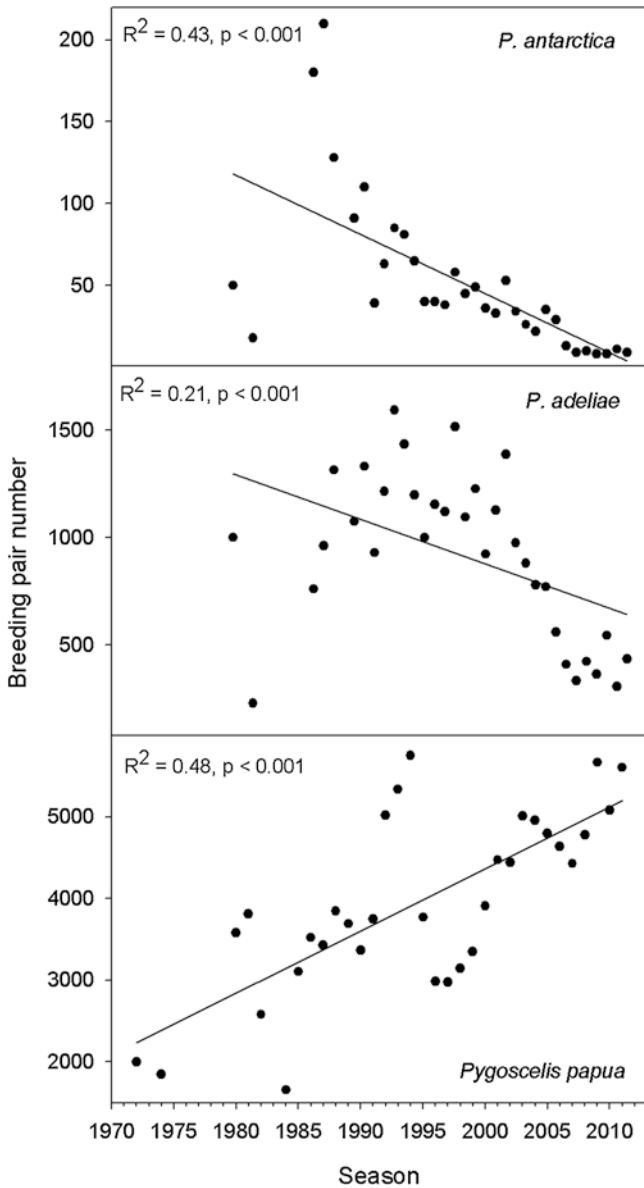 R² = 0.43, p < 0.001
P. antarctica
200
150
100
50
R² = 0.21, p < 0.001
P. adeliae
1500
1000
500
Breeding pair number
R² = 0.48, p < 0.001
5000
4000
3000
2000
Pygoscelis papua
1970 1975 1980 1985 1990 1995 2000 2005 2010
Season